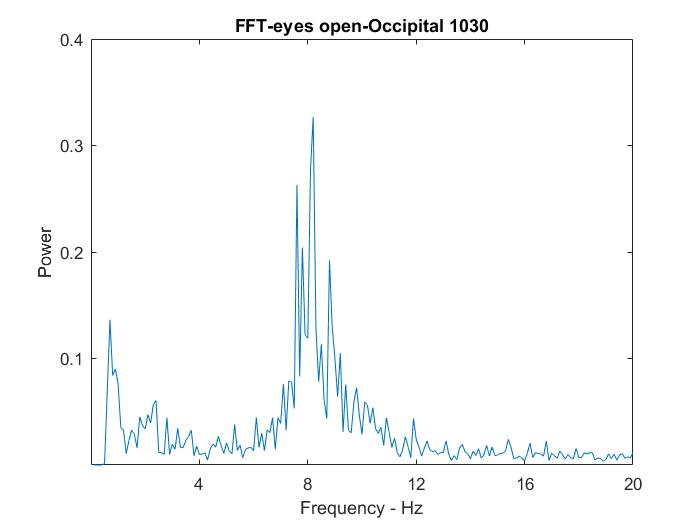 FFT-eyes open-Occipital 1030
0.4
0.3
0.2
0.1
Power
4 8 12 16 20
Frequency - Hz